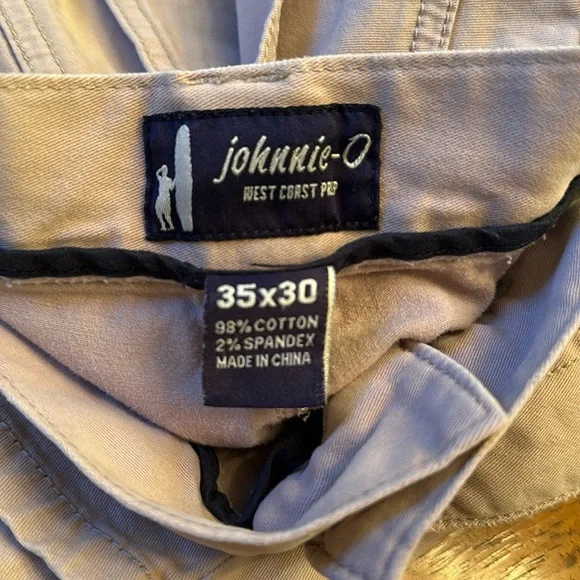 johnnie-O
WEST COAST PREP
35x30
98% COTTON
2% SPANDEX
MADE IN CHINA